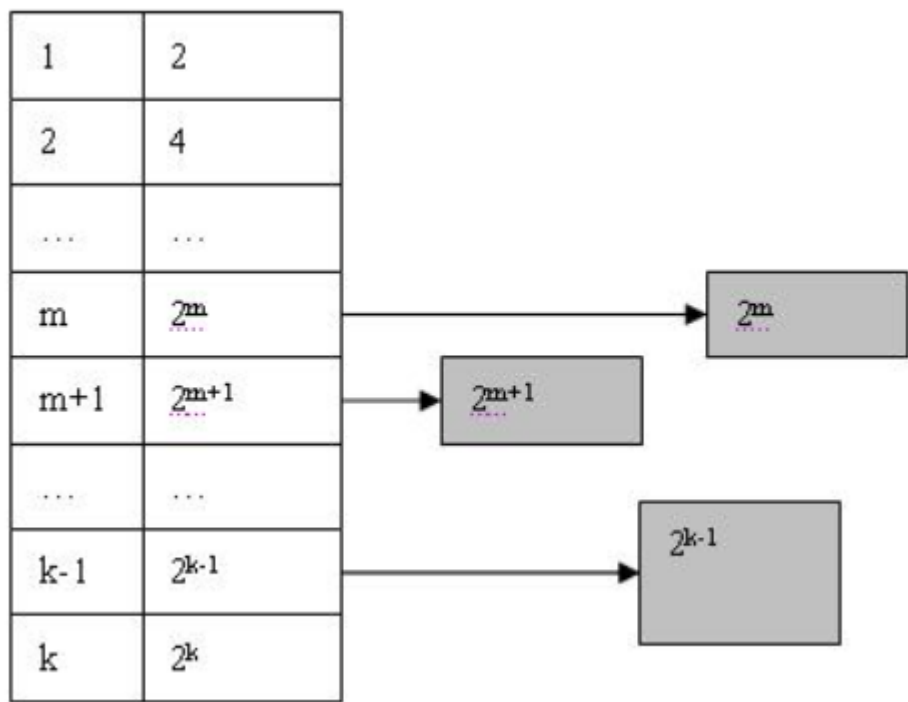 1 2
2 4
... ...
m 2ᵐ 2ᵐ
m+1 2ᵐ⁺¹ 2ᵐ⁺¹
... ...
k-1 2ᵏ⁻¹ 2ᵏ⁻¹
k 2ᵏ